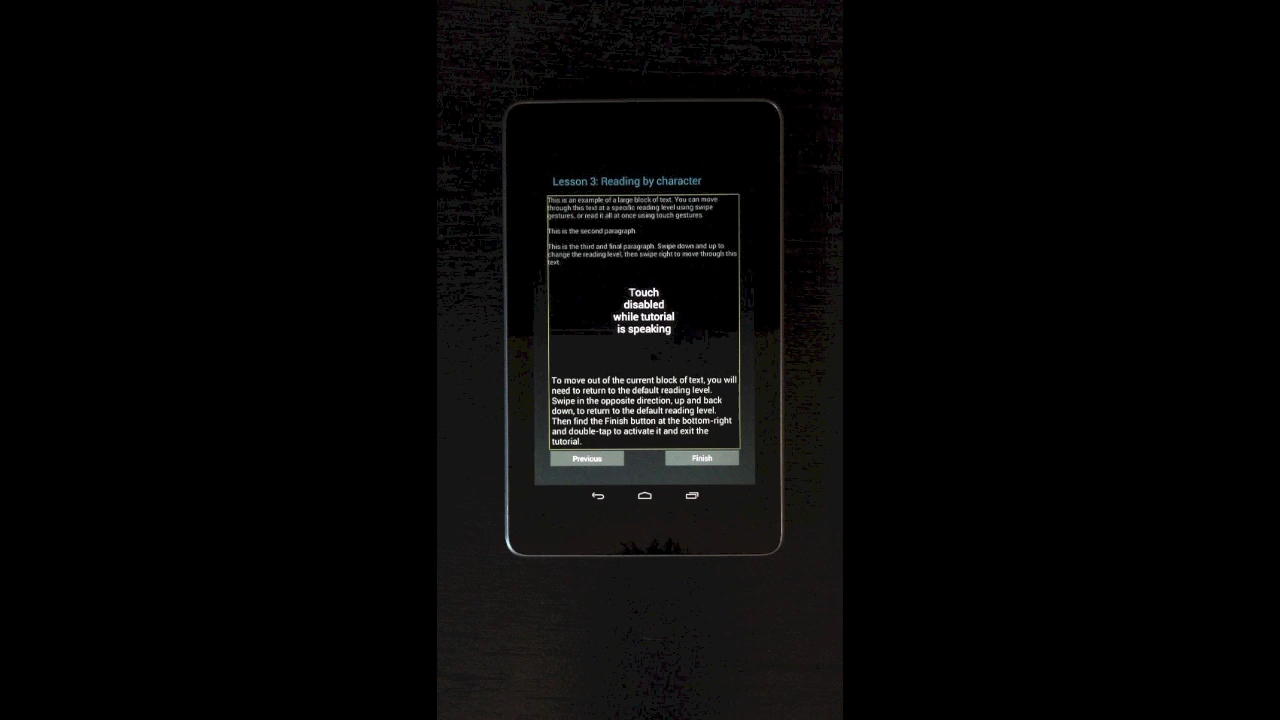 Lesson 3: Reading by character
This is an example of a large block of text. You can move
through this text at a specific reading level using swipe
gestures, or read it all at once using touch gestures.
This is the second paragraph.
This is the third and final paragraph. Swipe down and up to
change the reading level, then swipe right to move through this
text.
Touch
disabled
while tutorial
is speaking
To move out of the current block of text, you will
need to return to the default reading level.
Swipe in the opposite direction, up and back
down, to return to the default reading level.
Then find the Finish button at the bottom-right
and double-tap to activate it and exit the
tutorial.
Previous
Finish